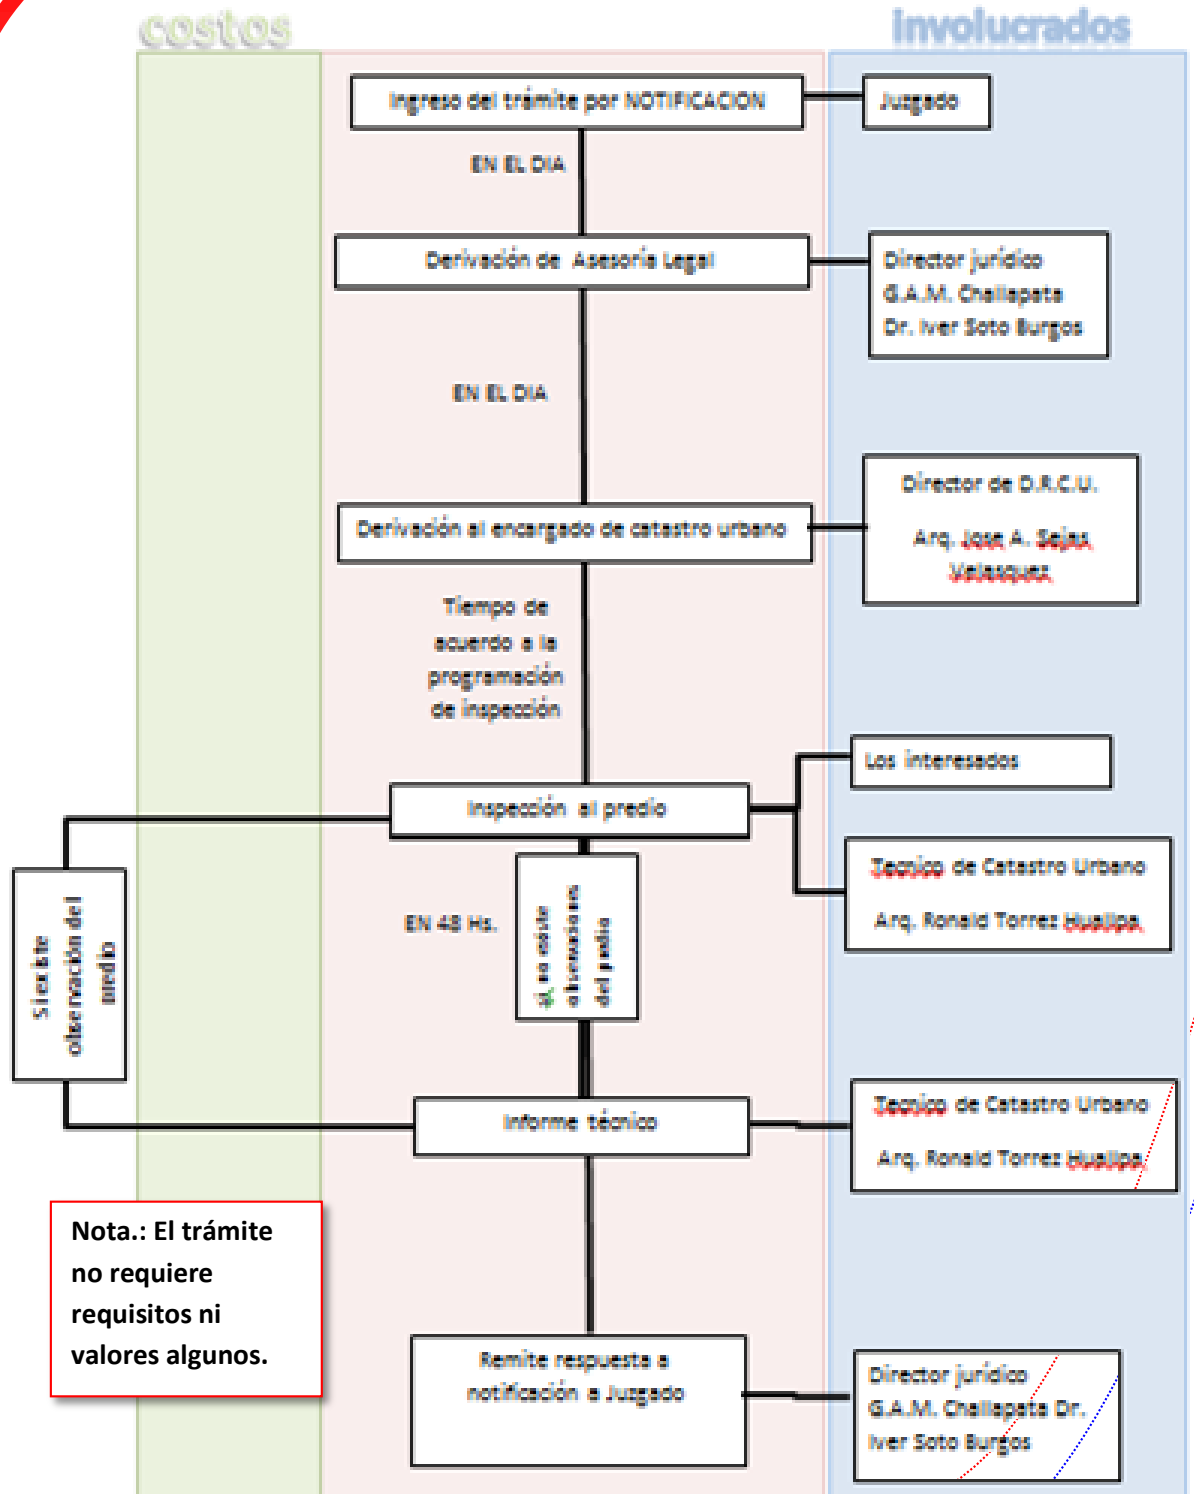 costos
involucrados
Ingreso del trámite por NOTIFICACION
Juzgado
EN EL DIA
Derivación de Asesoría Legal
Director jurídico
G.A.M. Challapata
Dr. Iver Soto Burgos
EN EL DIA
Director de D.R.C.U.
Arq. Jose A. Sejas
Velasquez
Derivación al encargado de catastro urbano
Tiempo de
acuerdo a la
programación
de inspección
Los interesados
Inspección al predio
Tecnico de Catastro Urbano
Arq. Ronald Torrez Huallpa
Si existe
observación del
predio
EN 48 Hs.
si, no existe
observaciones
del predio
Informe técnico
Tecnico de Catastro Urbano
Arq. Ronald Torrez Huallpa
Nota.: El trámite
no requiere
requisitos ni
valores algunos.
Remite respuesta a
notificación a Juzgado
Director jurídico
G.A.M. Challapata Dr.
Iver Soto Burgos